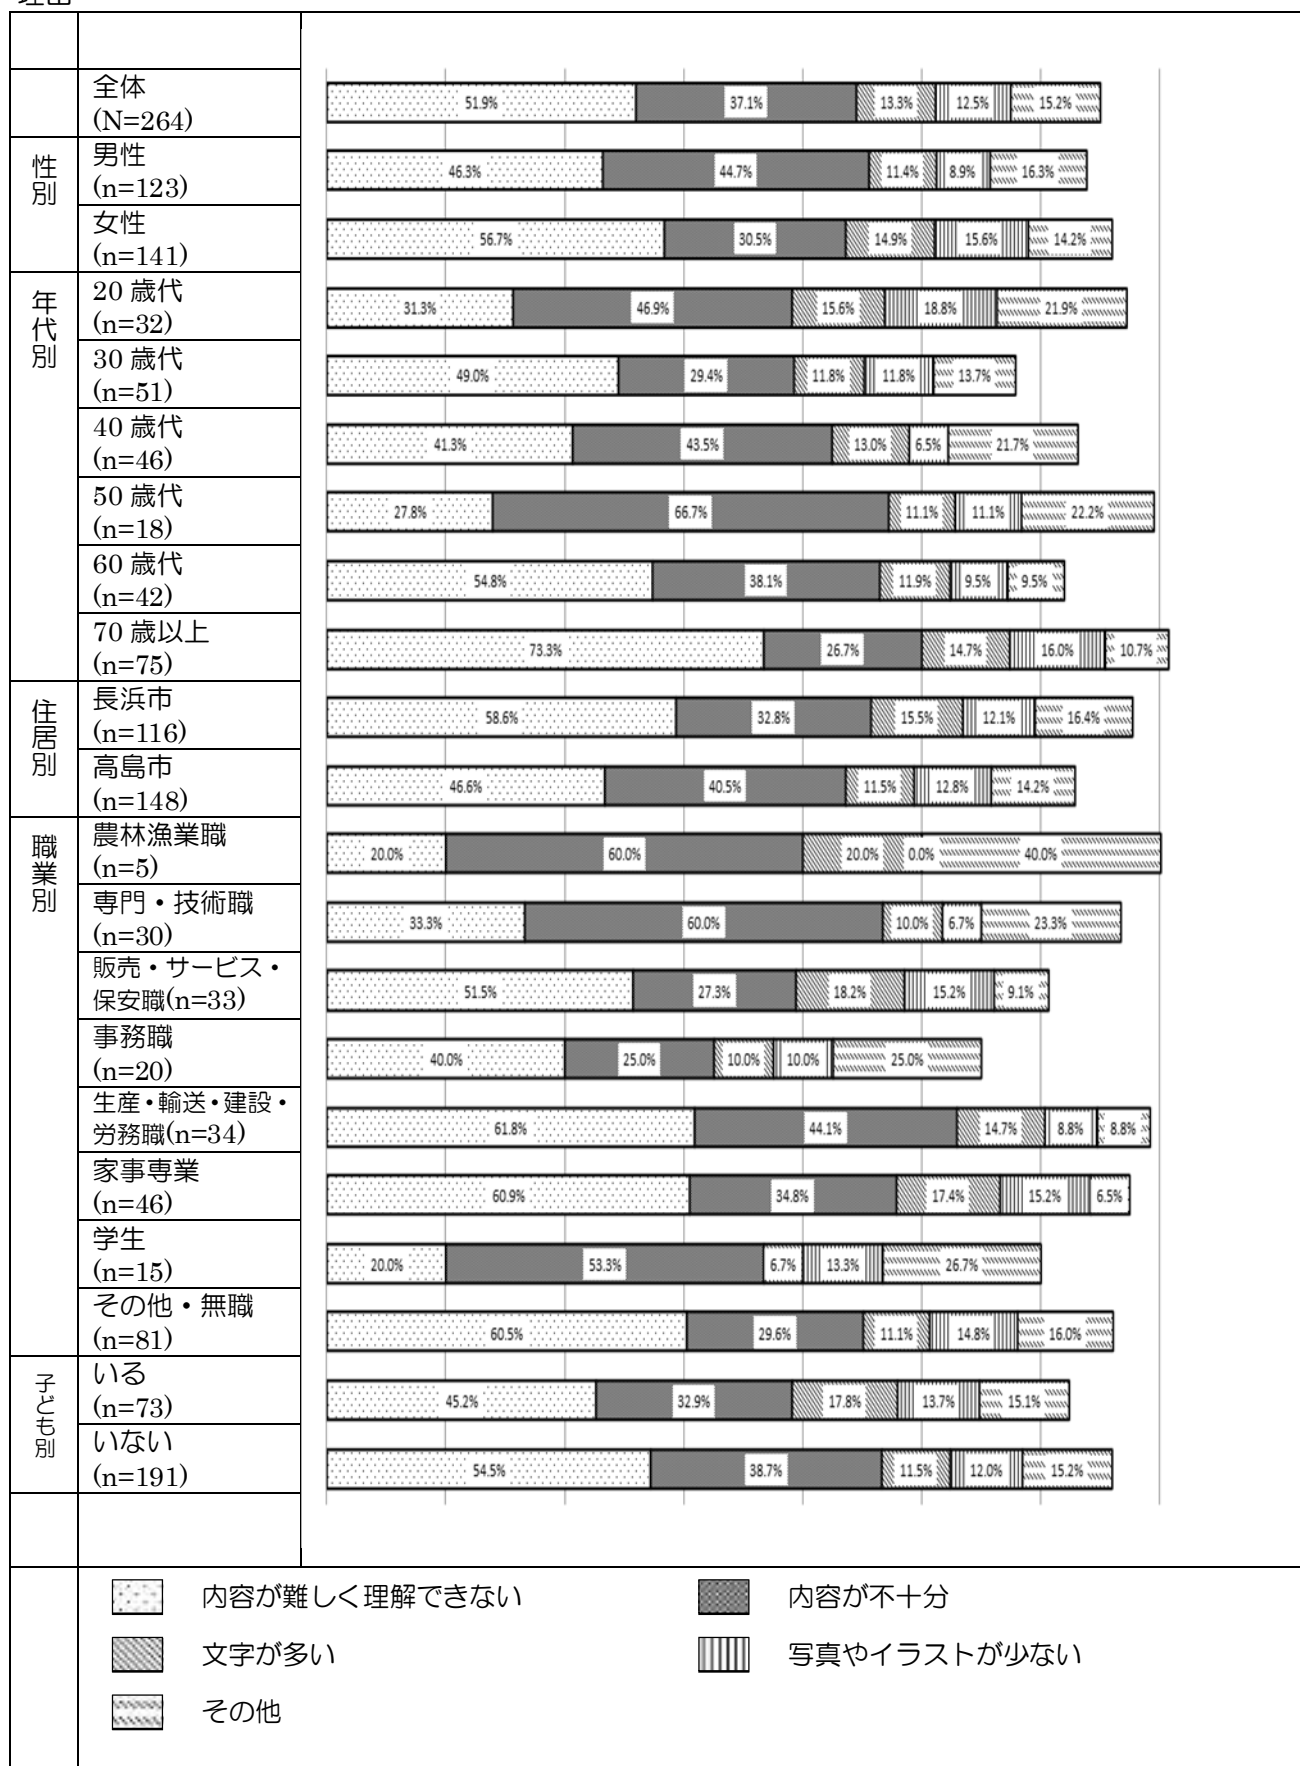 全体
(N=264)
51.9% 37.1% 13.3% 12.5% 15.2%
性別
男性
(n=123)
46.3% 44.7% 11.4% 8.9% 16.3%
女性
(n=141)
56.7% 30.5% 14.9% 15.6% 14.2%
年代別
20 歳代
(n=32)
31.3% 46.9% 15.6% 18.8% 21.9%
30 歳代
(n=51)
49.0% 29.4% 11.8% 11.8% 13.7%
40 歳代
(n=46)
41.3% 43.5% 13.0% 6.5% 21.7%
50 歳代
(n=18)
27.8% 66.7% 11.1% 11.1% 22.2%
60 歳代
(n=42)
54.8% 38.1% 11.9% 9.5% 9.5%
70 歳以上
(n=75)
73.3% 26.7% 14.7% 16.0% 10.7%
住居別
長浜市
(n=116)
58.6% 32.8% 15.5% 12.1% 16.4%
高島市
(n=148)
46.6% 40.5% 11.5% 12.8% 14.2%
職業別
農林漁業職
(n=5)
20.0% 60.0% 20.0% 0.0% 40.0%
専門・技術職
(n=30)
33.3% 60.0% 10.0% 6.7% 23.3%
販売・サービス・
保安職(n=33)
51.5% 27.3% 18.2% 15.2% 9.1%
事務職
(n=20)
40.0% 25.0% 10.0% 10.0% 25.0%
生産・輸送・建設・
労務職(n=34)
61.8% 44.1% 14.7% 8.8% 8.8%
家事専業
(n=46)
60.9% 34.8% 17.4% 15.2% 6.5%
学生
(n=15)
20.0% 53.3% 6.7% 13.3% 26.7%
その他・無職
(n=81)
60.5% 29.6% 11.1% 14.8% 16.0%
子ども別
いる
(n=73)
45.2% 32.9% 17.8% 13.7% 15.1%
いない
(n=191)
54.5% 38.7% 11.5% 12.0% 15.2%
内容が難しく理解できない
内容が不十分
文字が多い
写真やイラストが少ない
その他